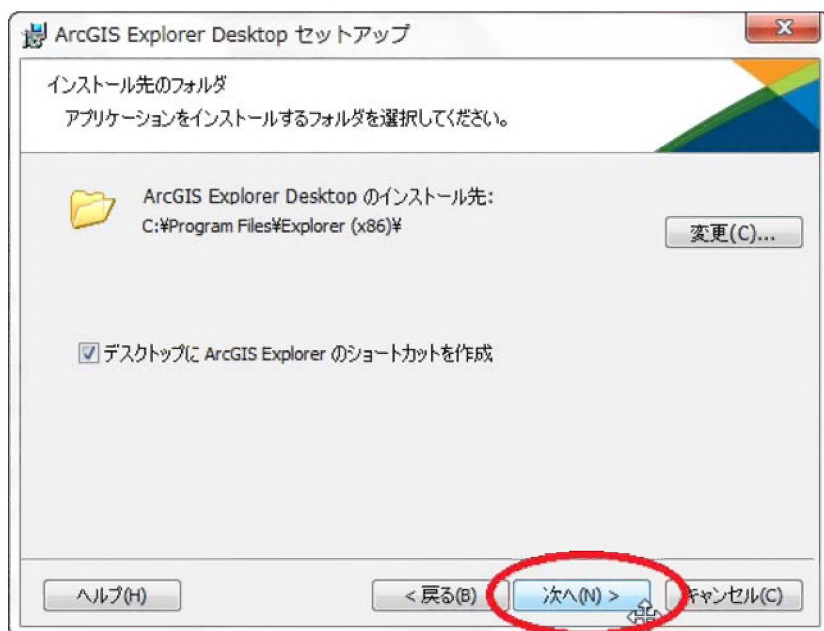 ArcGIS Explorer Desktop セットアップ
インストール先のフォルダ
アプリケーションをインストールするフォルダを選択してください。
ArcGIS Explorer Desktop のインストール先:
C:¥Program Files¥Explorer (x86)¥
変更(C)...
デスクトップに ArcGIS Explorer のショートカットを作成
ヘルプ(H)
< 戻る(B)
次へ(N) >
キャンセル(C)